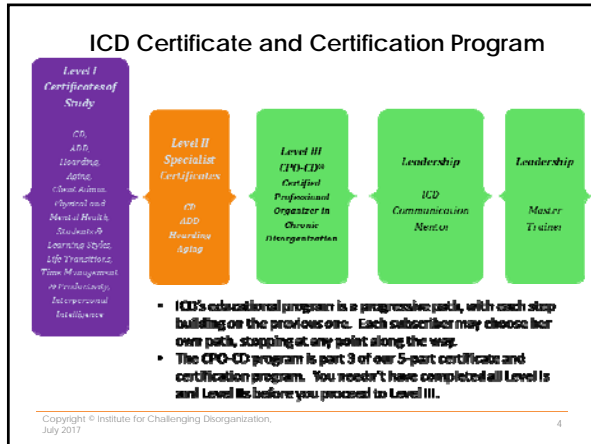 ICD Certificate and Certification Program
Level I
Certificates of
Study
CD,
ADD,
Hoarding,
Aging,
Client Admin,
Physical and
Mental Health,
Students &
Learning Styles,
Life Transitions,
Time Management
& Productivity,
Interpersonal
Intelligence
Level II
Specialist
Certificates
CD
ADD
Hoarding
Aging
Level III
CPO-CD®
Certified
Professional
Organizer in
Chronic
Disorganization
Leadership
ICD
Communication
Mentor
Leadership
Master
Trainer
• ICD's educational program is a progressive path, with each step
building on the previous one. Each subscriber may choose her
own path, stopping at any point along the way.
• The CPO-CD program is part 3 of our 5-part certificate and
certification program. You needn't have completed all Level Is
and Level IIs before you proceed to Level III.
Copyright © Institute for Challenging Disorganization,
July 2017
4